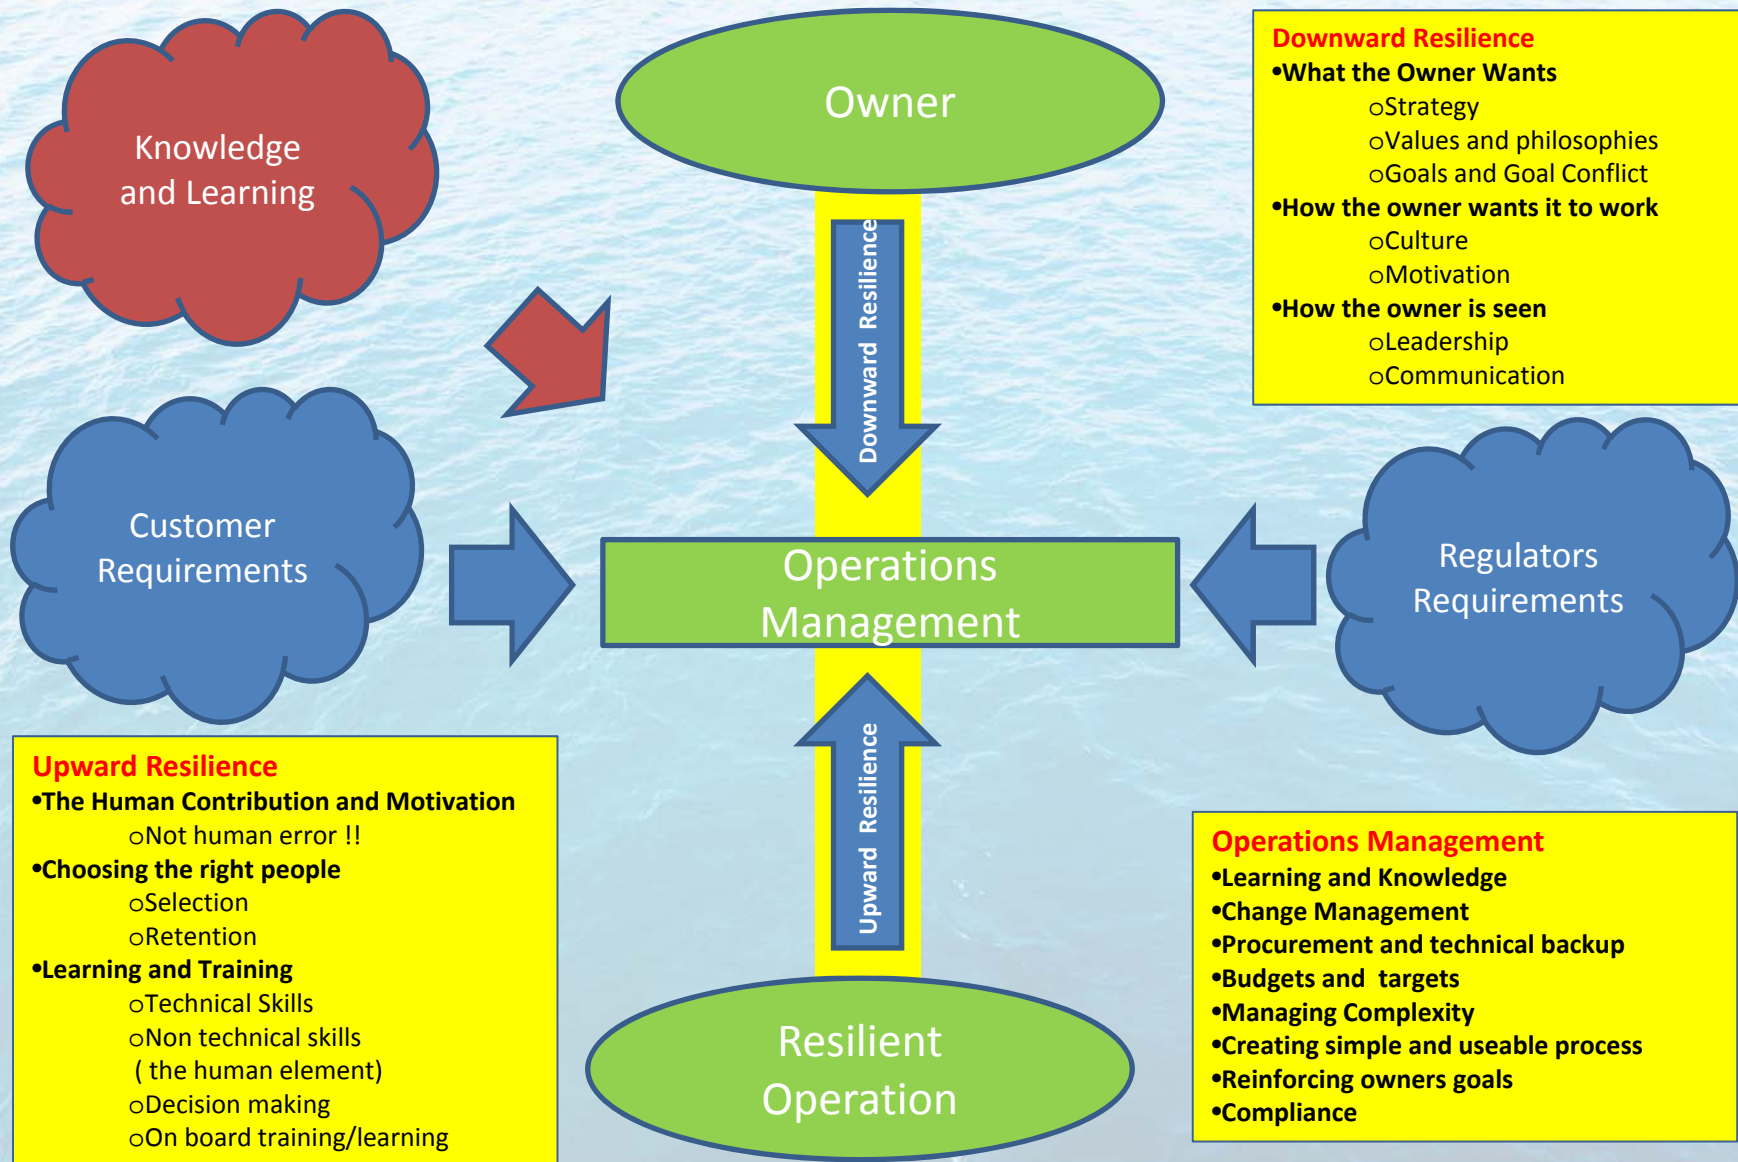 Knowledge
and Learning
Owner
Downward Resilience
•What the Owner Wants
oStrategy
oValues and philosophies
oGoals and Goal Conflict
•How the owner wants it to work
oCulture
oMotivation
•How the owner is seen
oLeadership
oCommunication
Downward Resilience
Customer
Requirements
Operations
Management
Regulators
Requirements
Upward Resilience
Upward Resilience
•The Human Contribution and Motivation
oNot human error !!
•Choosing the right people
oSelection
oRetention
•Learning and Training
oTechnical Skills
oNon technical skills
( the human element)
oDecision making
oOn board training/learning
Resilient
Operation
Operations Management
•Learning and Knowledge
•Change Management
•Procurement and technical backup
•Budgets and  targets
•Managing Complexity
•Creating simple and useable process
•Reinforcing owners goals
•Compliance